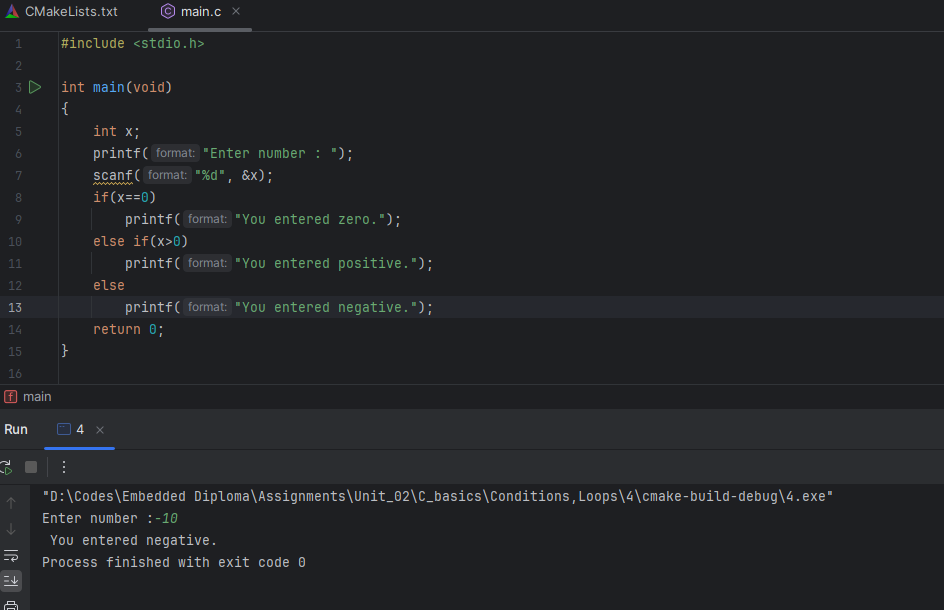 CMakeLists.txt main.c
1 #include <stdio.h>
2
3 int main(void)
4 {
5 int x;
6 printf( format: "Enter number : ");
7 scanf( format: "%d", &x);
8 if(x==0)
9 printf( format: "You entered zero.");
10 else if(x>0)
11 printf( format: "You entered positive.");
12 else
13 printf( format: "You entered negative.");
14 return 0;
15 }
16
f main
Run 4
"D:\Codes\Embedded Diploma\Assignments\Unit_02\C_basics\Conditions,Loops\4\cmake-build-debug\4.exe"
Enter number :-10
You entered negative.
Process finished with exit code 0